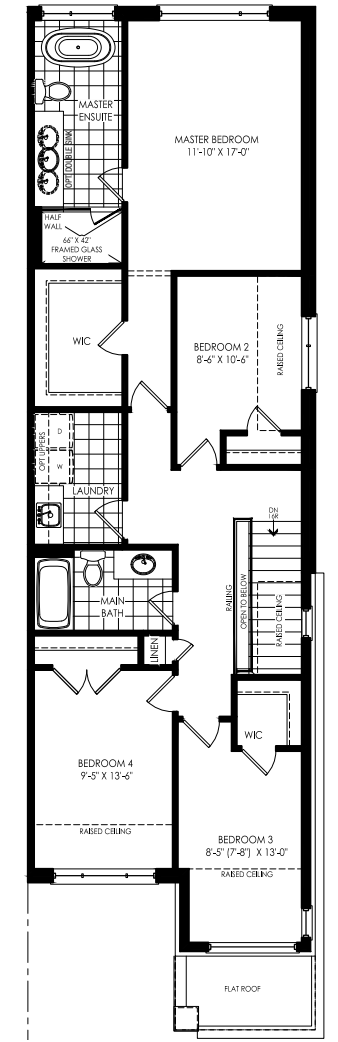 MASTER
ENSUITE
OPT. DOUBLE SINK
MASTER BEDROOM
11'-10" X 17'-0"
HALF
WALL
66" X 42"
FRAMED GLASS
SHOWER
WIC
BEDROOM 2
8'-6" X 10'-6"
RAISED CEILING
OPT UPPERS
D
W
LAUNDRY
DN
16R
RAILING
OPEN TO BELOW
RAISED CEILING
MAIN
BATH
LINEN
WIC
BEDROOM 4
9'-5" X 13'-6"
RAISED CEILING
BEDROOM 3
8'-5" (7'-8") X 13'-0"
RAISED CEILING
FLAT ROOF